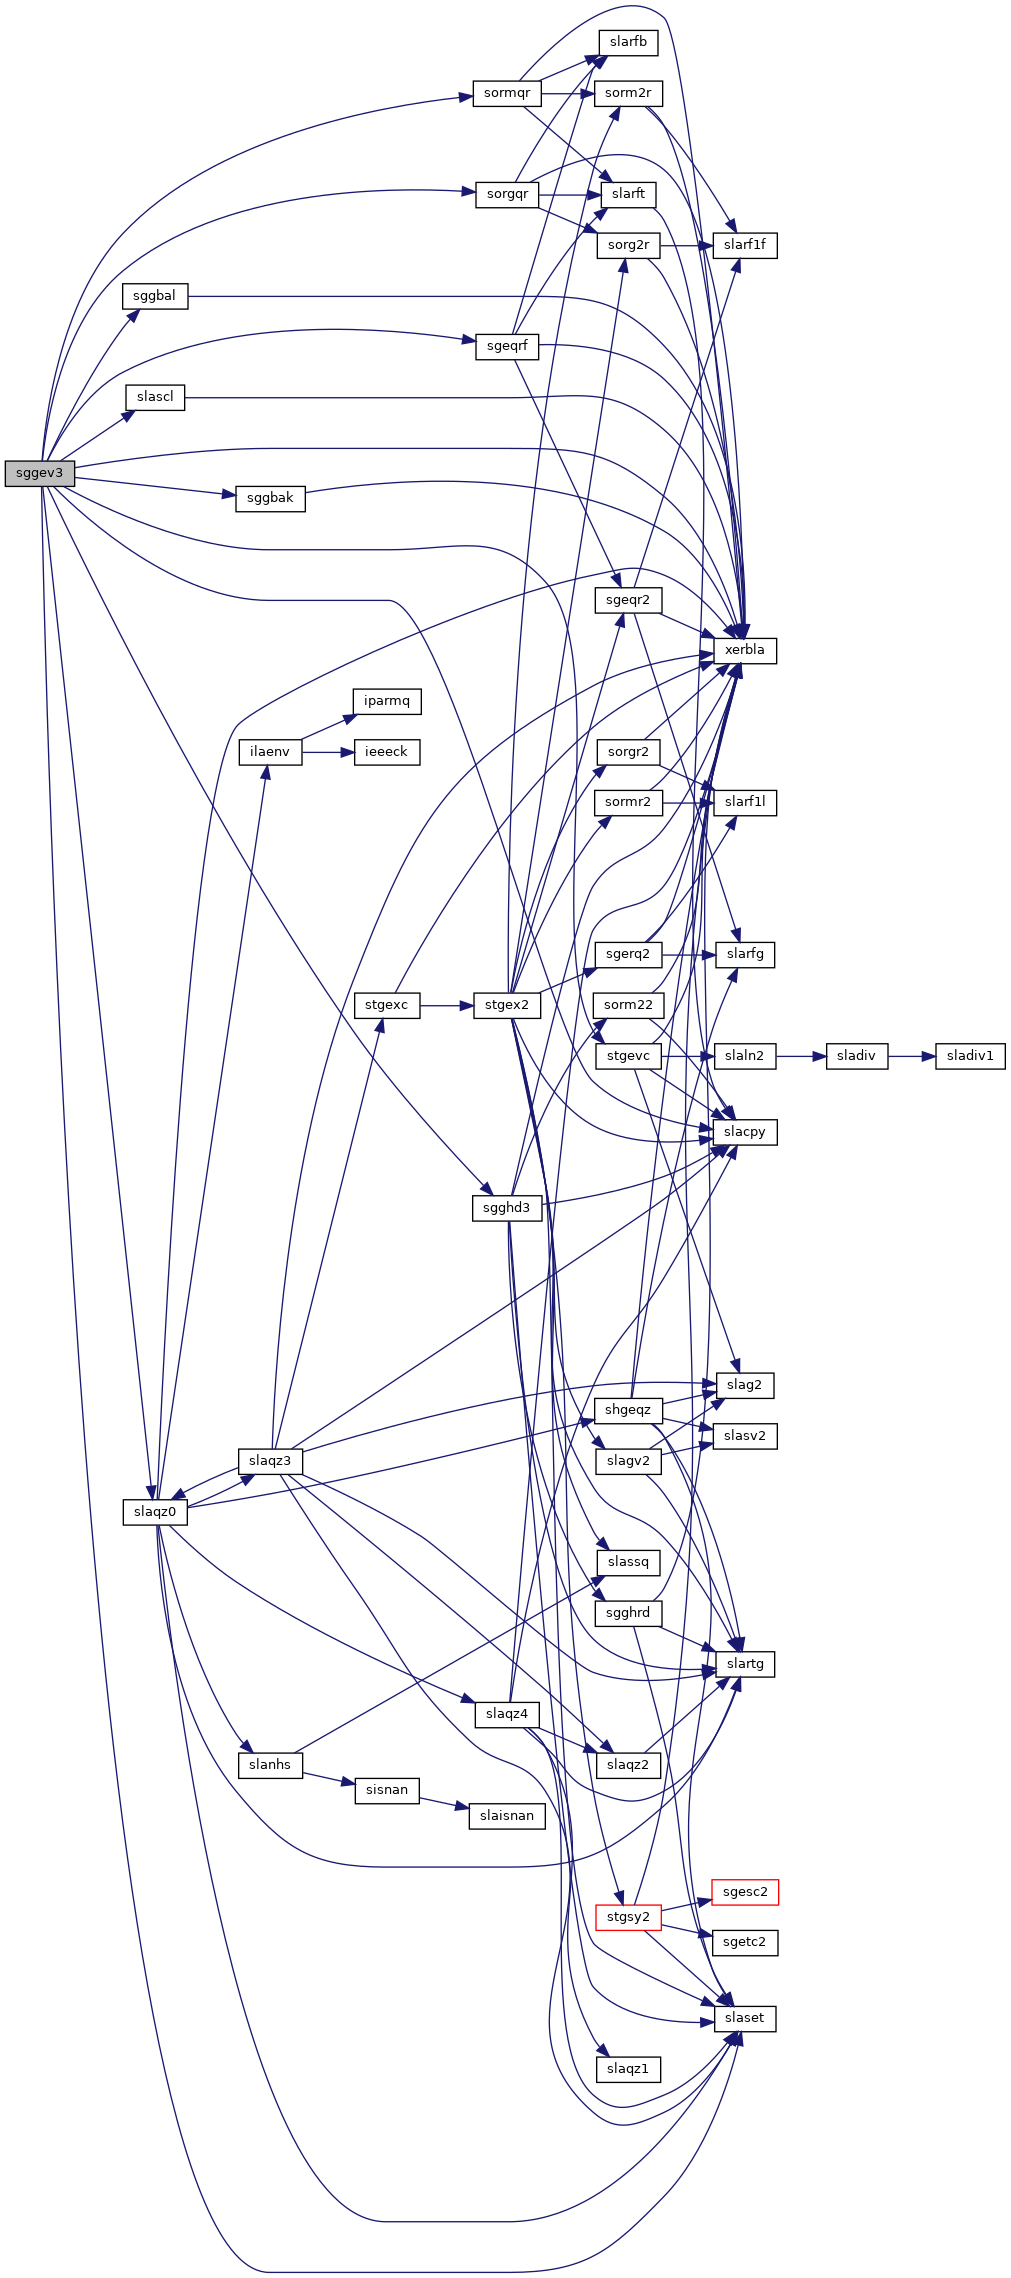 slarfb
sormqr
sorm2r
sorgqr
slarft
sorg2r
slarf1f
sggbal
sgeqrf
slascl
sggev3
sggbak
sgeqr2
xerbla
iparmq
ilaenv
ieeeck
sorgr2
sormr2
slarf1l
sgerq2
slarfg
stgexc
stgex2
sorm22
stgevc
slaln2
sladiv
sladiv1
slacpy
sgghd3
slag2
shgeqz
slasv2
slaqz3
slagv2
slaqz0
slassq
sgghrd
slartg
slaqz4
slanhs
slaqz2
sisnan
slaisnan
sgesc2
stgsy2
sgetc2
slaset
slaqz1